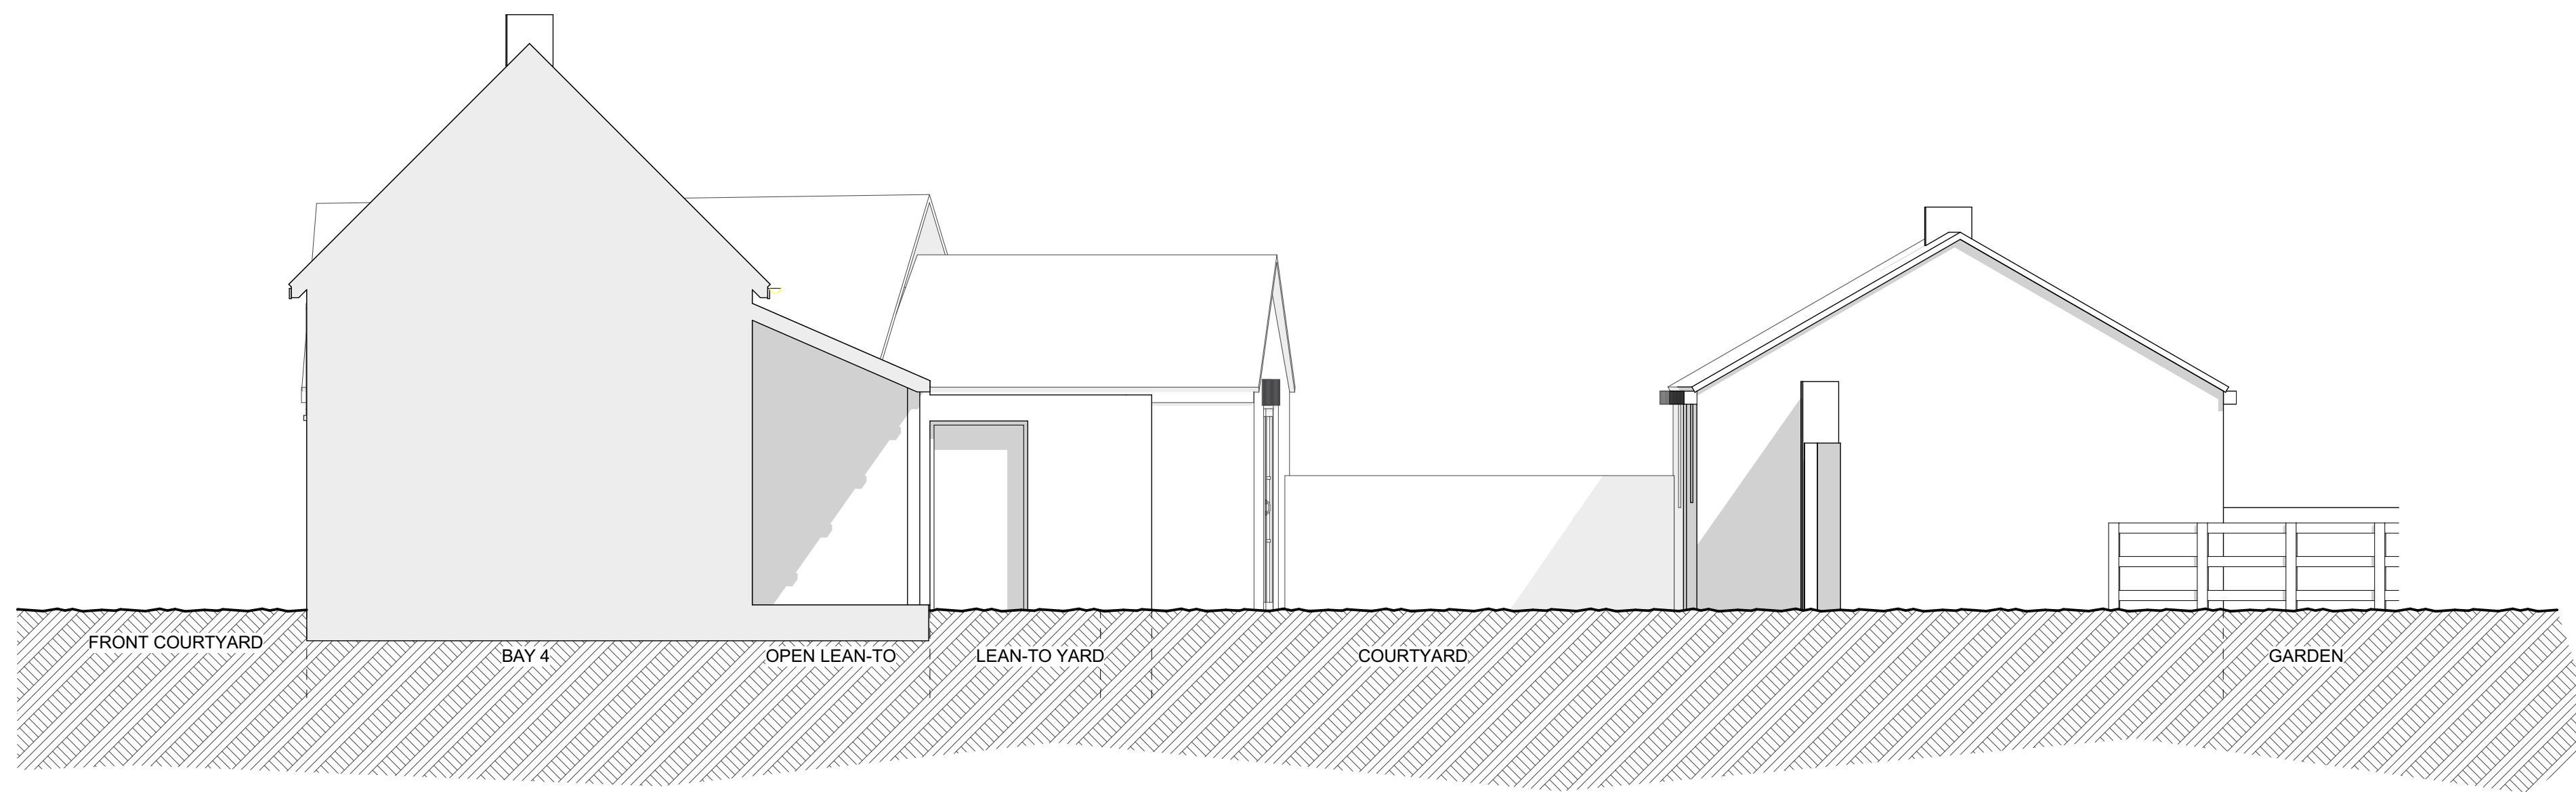 FRONT COURTYARD
BAY 4
OPEN LEAN-TO
LEAN-TO YARD
COURTYARD
GARDEN